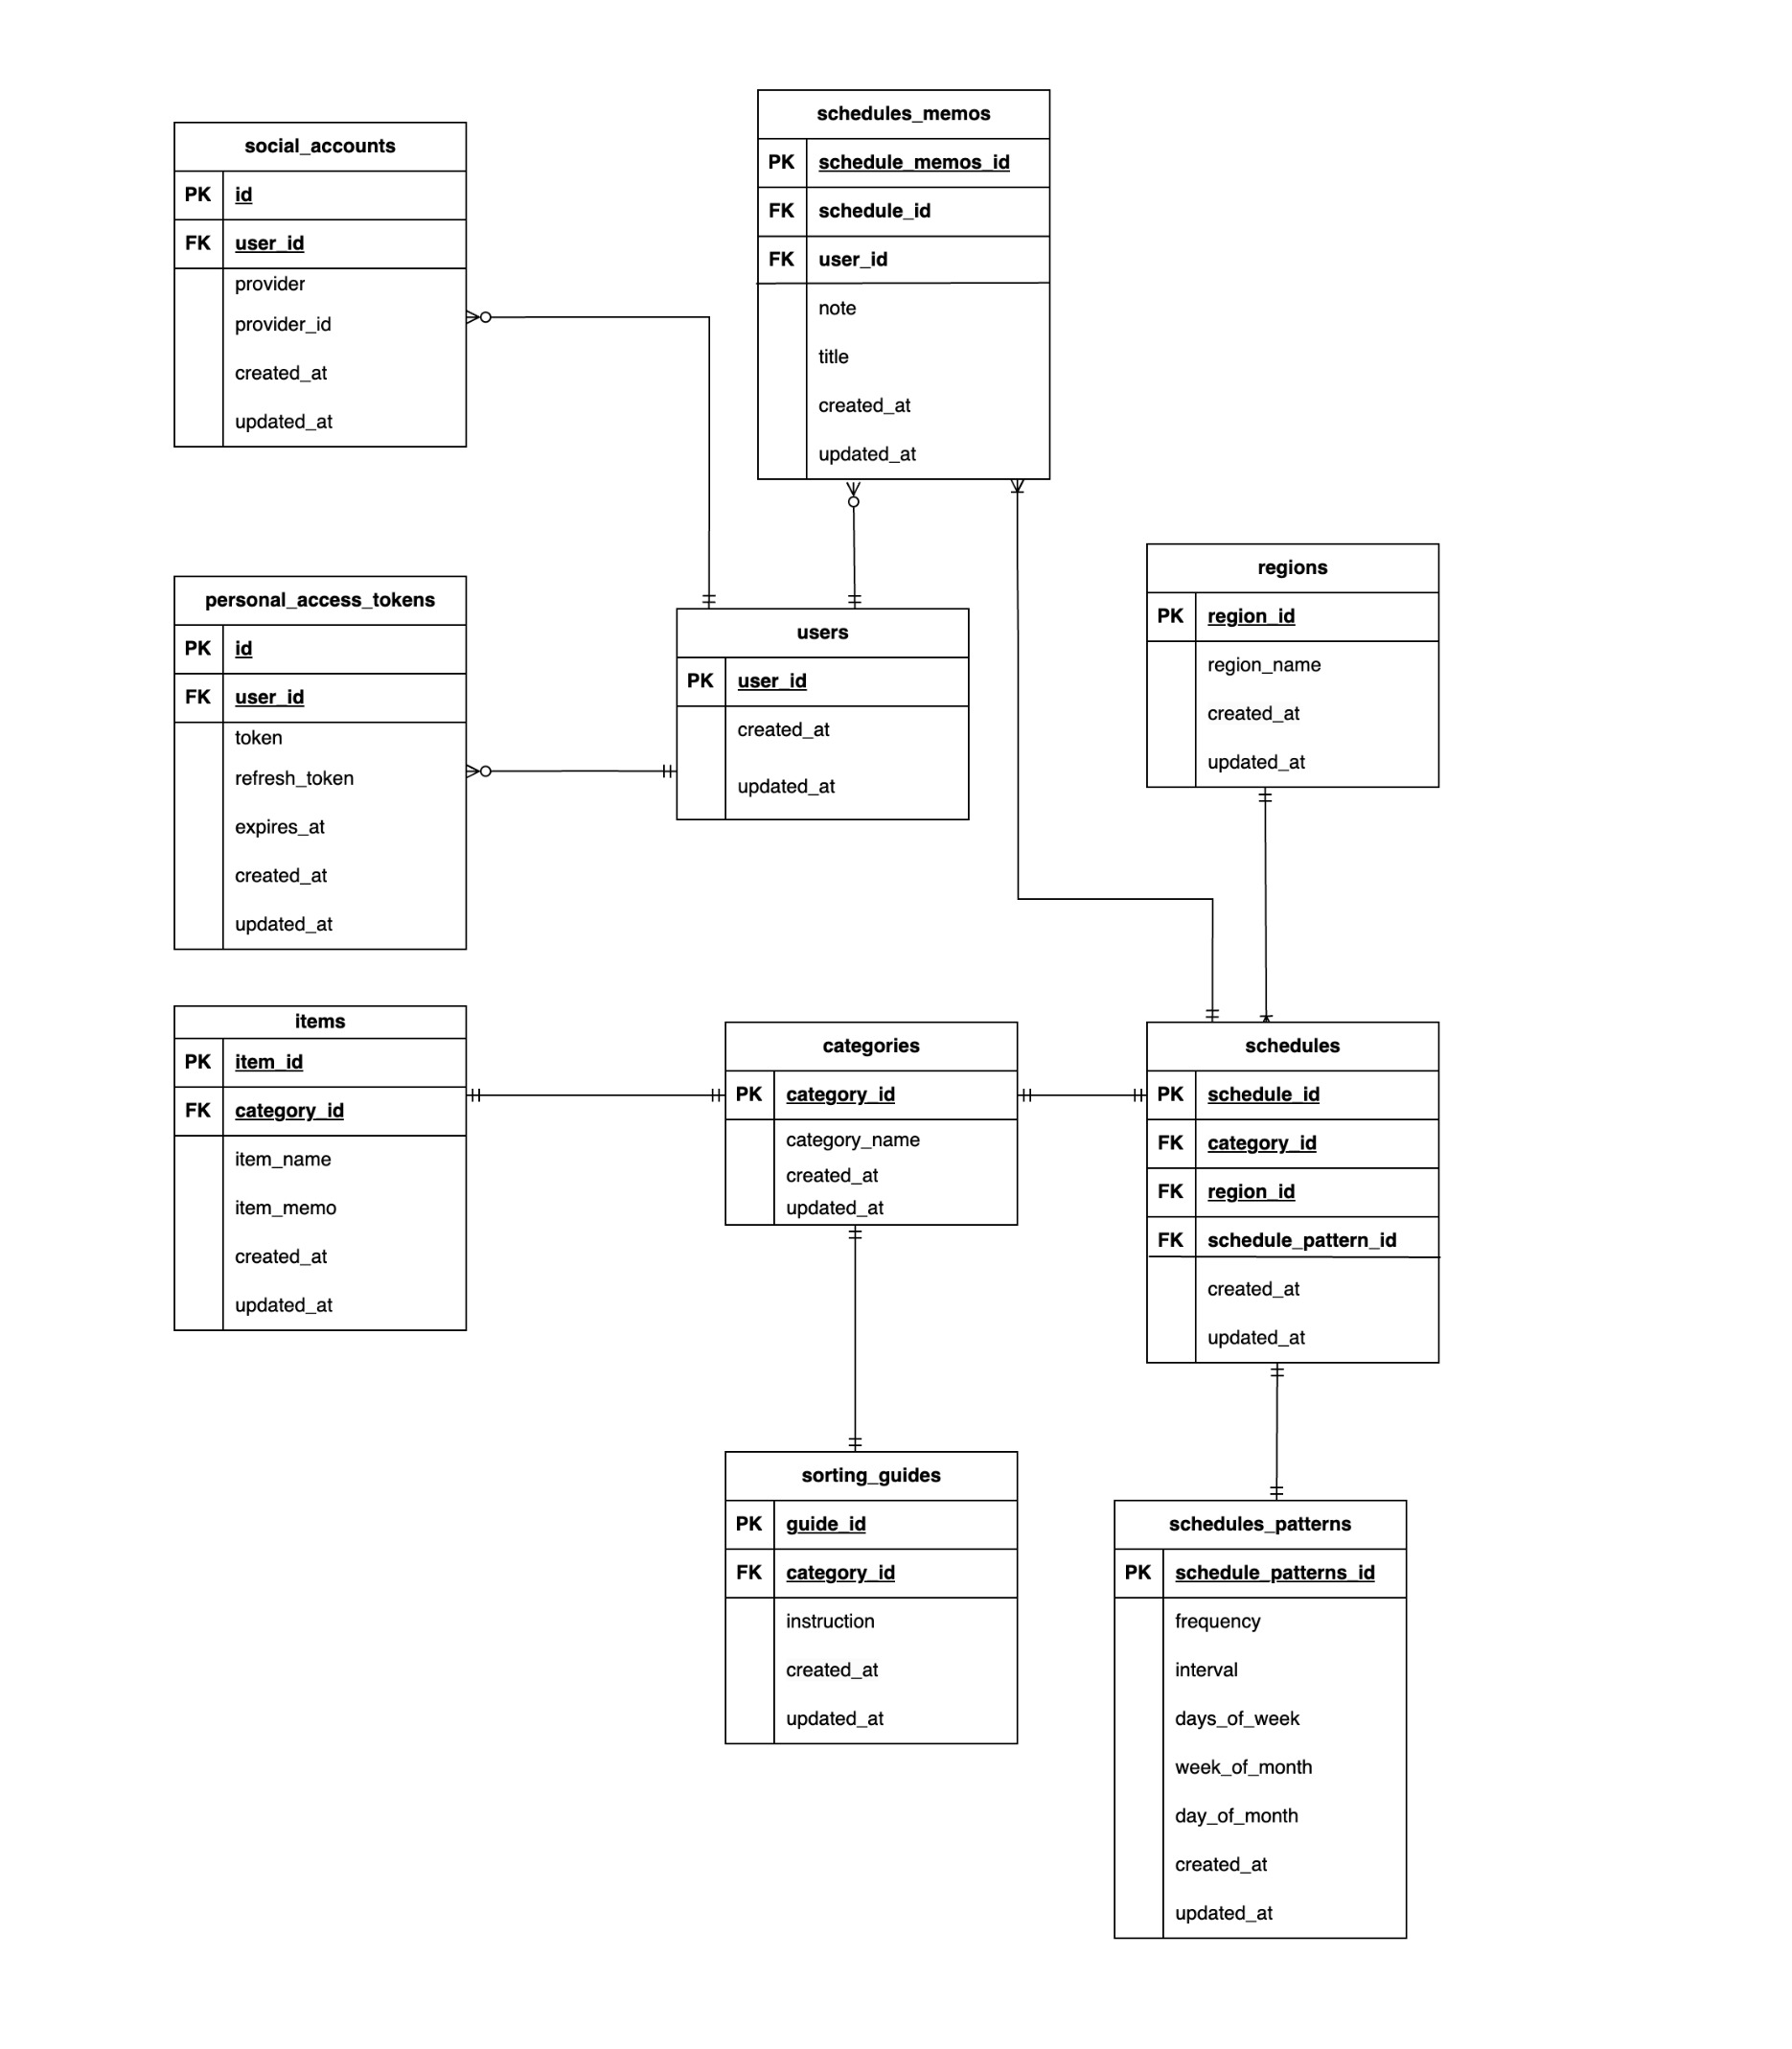 social_accounts
PK id
FK user_id
provider
provider_id
created_at
updated_at
schedules_memos
PK schedule_memos_id
FK schedule_id
FK user_id
note
title
created_at
updated_at
personal_access_tokens
PK id
FK user_id
token
refresh_token
expires_at
created_at
updated_at
users
PK user_id
created_at
updated_at
regions
PK region_id
region_name
created_at
updated_at
items
PK item_id
FK category_id
item_name
item_memo
created_at
updated_at
categories
PK category_id
category_name
created_at
updated_at
schedules
PK schedule_id
FK category_id
FK region_id
FK schedule_pattern_id
created_at
updated_at
sorting_guides
PK guide_id
FK category_id
instruction
created_at
updated_at
schedules_patterns
PK schedule_patterns_id
frequency
interval
days_of_week
week_of_month
day_of_month
created_at
updated_at